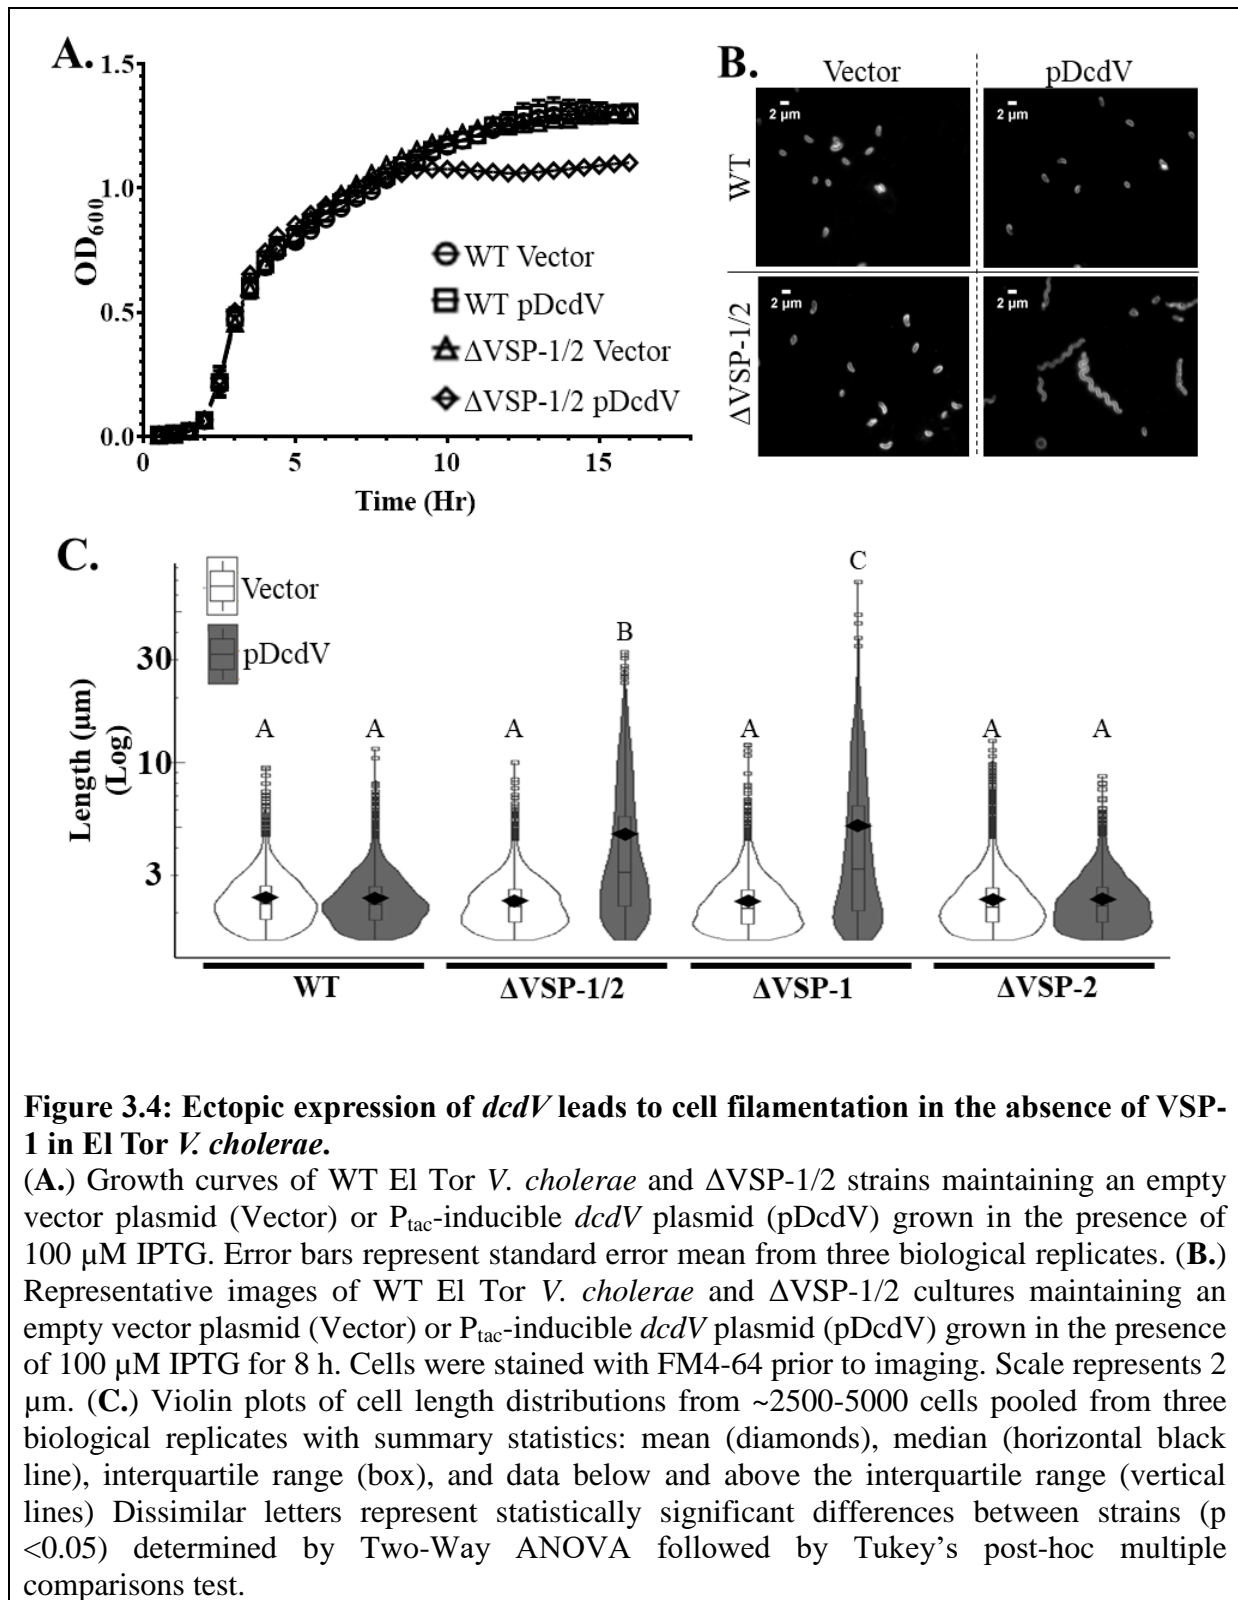 A.
1.5
1.0
0.5
0.0
OD600
0
5
10
15
Time (Hr)
WT Vector
WT pDcdV
ΔVSP-1/2 Vector
ΔVSP-1/2 pDcdV
B.
Vector
pDcdV
WT
2 µm
2 µm
ΔVSP-1/2
2 µm
2 µm
C.
Vector
pDcdV
Length (µm)
(Log)
30
10
3
A
A
A
B
A
C
A
A
WT
ΔVSP-1/2
ΔVSP-1
ΔVSP-2
Figure 3.4: Ectopic expression of dcdV leads to cell filamentation in the absence of VSP-
1 in El Tor V. cholerae.
(A.) Growth curves of WT El Tor V. cholerae and ΔVSP-1/2 strains maintaining an empty
vector plasmid (Vector) or Ptac-inducible dcdV plasmid (pDcdV) grown in the presence of
100 µM IPTG. Error bars represent standard error mean from three biological replicates. (B.)
Representative images of WT El Tor V. cholerae and ΔVSP-1/2 cultures maintaining an
empty vector plasmid (Vector) or Ptac-inducible dcdV plasmid (pDcdV) grown in the presence
of 100 µM IPTG for 8 h. Cells were stained with FM4-64 prior to imaging. Scale represents 2
µm. (C.) Violin plots of cell length distributions from ~2500-5000 cells pooled from three
biological replicates with summary statistics: mean (diamonds), median (horizontal black
line), interquartile range (box), and data below and above the interquartile range (vertical
lines) Dissimilar letters represent statistically significant differences between strains (p
<0.05) determined by Two-Way ANOVA followed by Tukey’s post-hoc multiple
comparisons test.